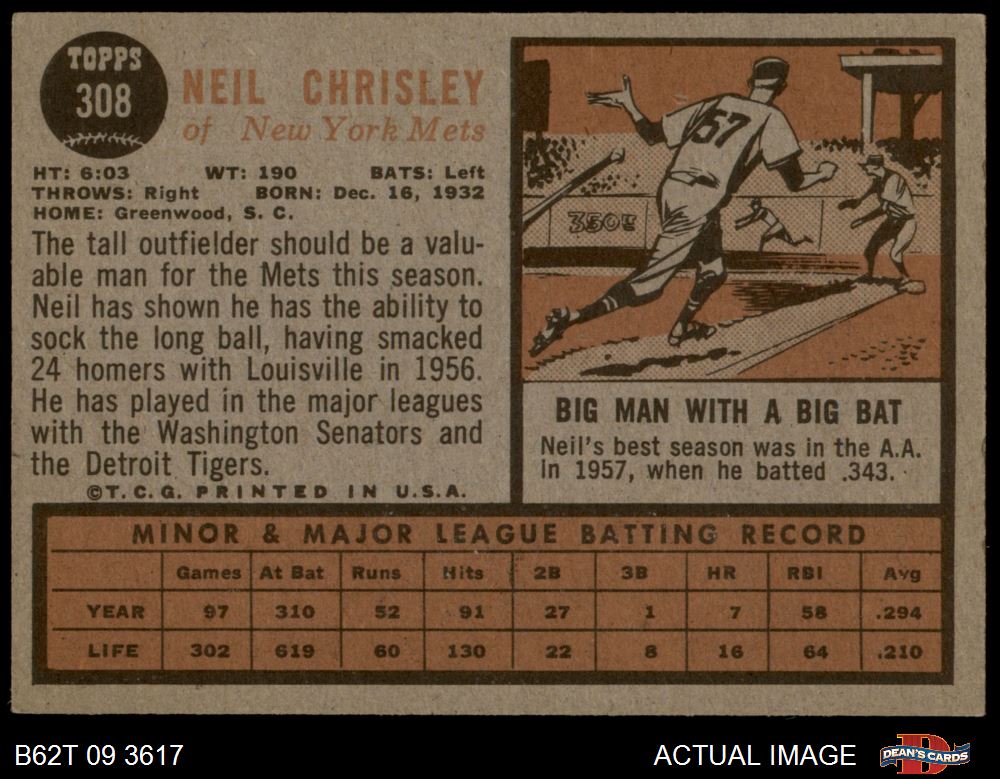 TOPPS
308
NEIL CHRISLEY
of New York Mets
HT: 6:03 WT: 190 BATS: Left
THROWS: Right BORN: Dec. 16, 1932
HOME: Greenwood, S. C.
The tall outfielder should be a valu-
able man for the Mets this season.
Neil has shown he has the ability to
sock the long ball, having smacked
24 homers with Louisville in 1956.
He has played in the major leagues
with the Washington Senators and
the Detroit Tigers.
©T.C.G. PRINTED IN U.S.A.
67
350FT
BIG MAN WITH A BIG BAT
Neil's best season was in the A.A.
in 1957, when he batted .343.
MINOR & MAJOR LEAGUE BATTING RECORD
Games At Bat Runs Hits 2B 3B HR RBI Avg
YEAR 97 310 52 91 27 1 7 58 .294
LIFE 302 619 60 130 22 8 16 64 .210
B62T 09 3617
ACTUAL IMAGE
D
DEAN'S CARDS